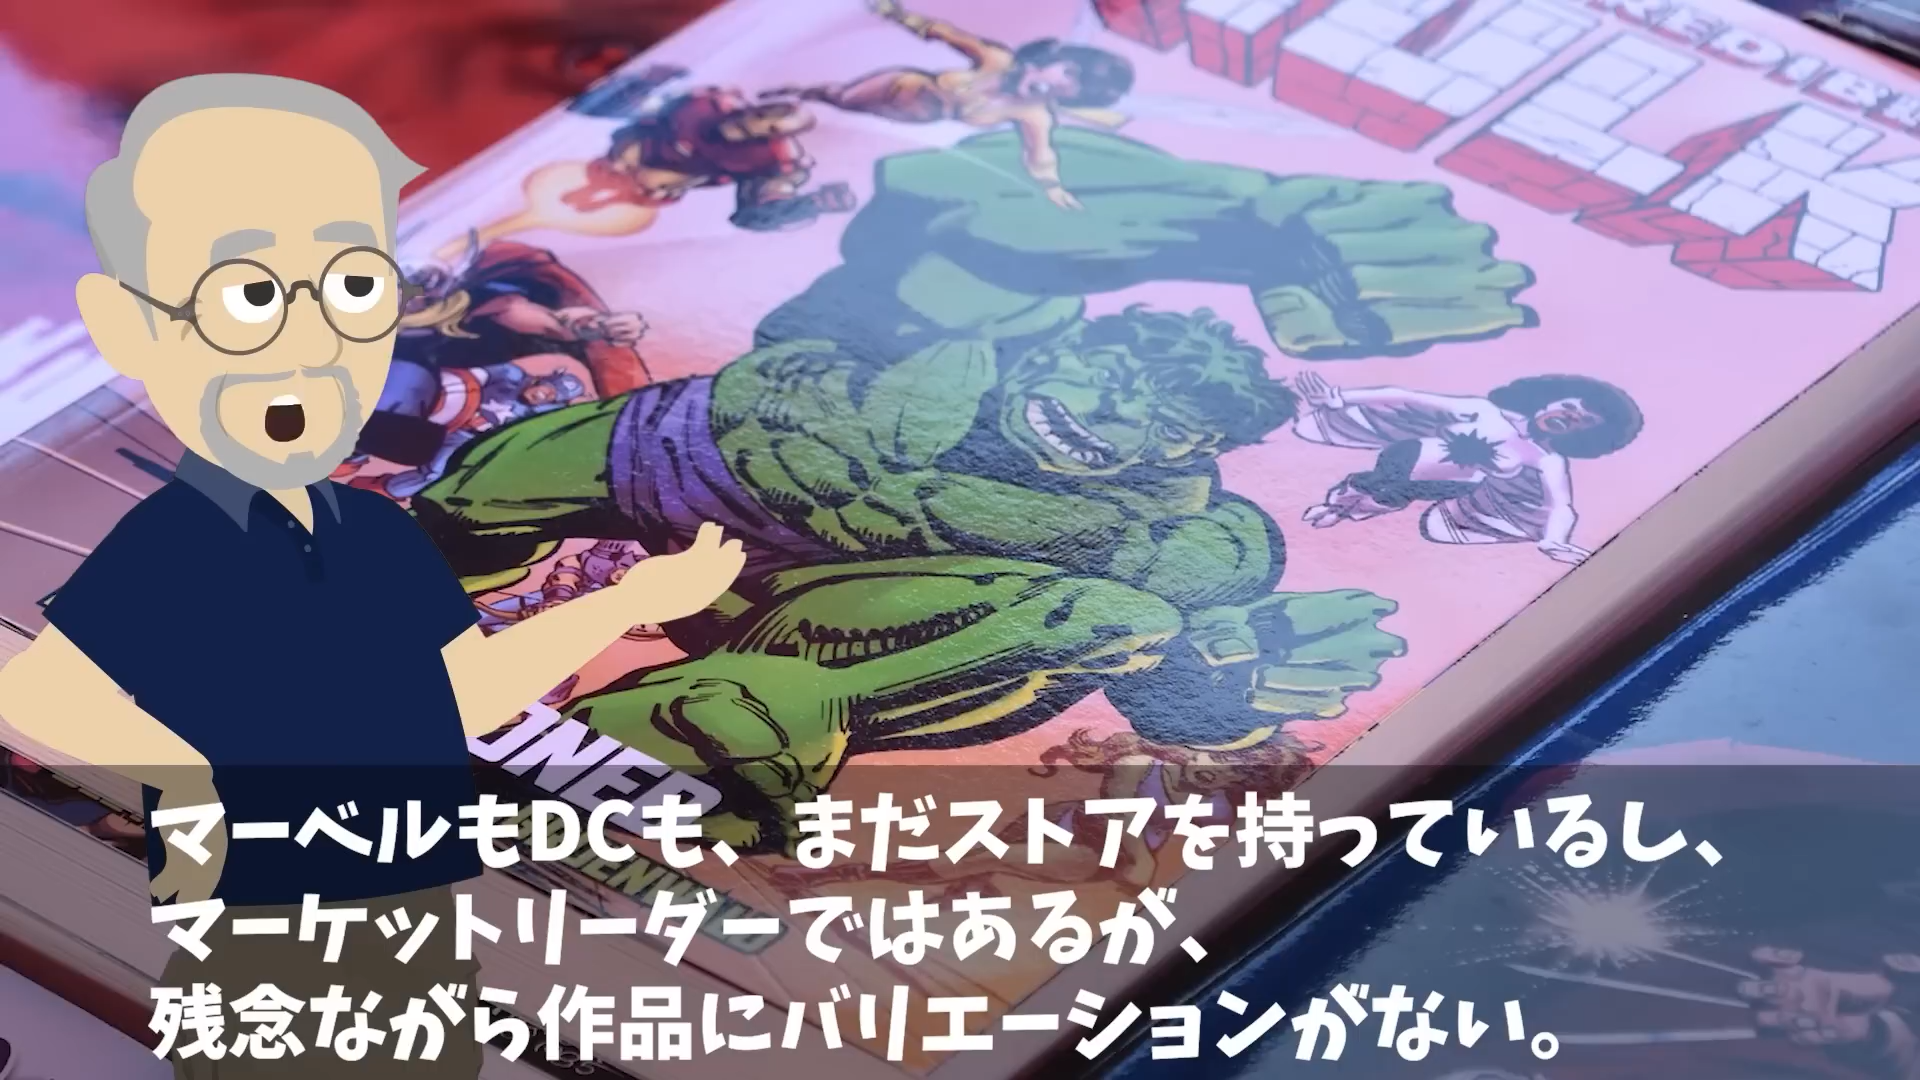 HULK
マーベルもDCも、まだストアを持っているし、
マーケットリーダーではあるが、
残念ながら作品にバリエーションがない。